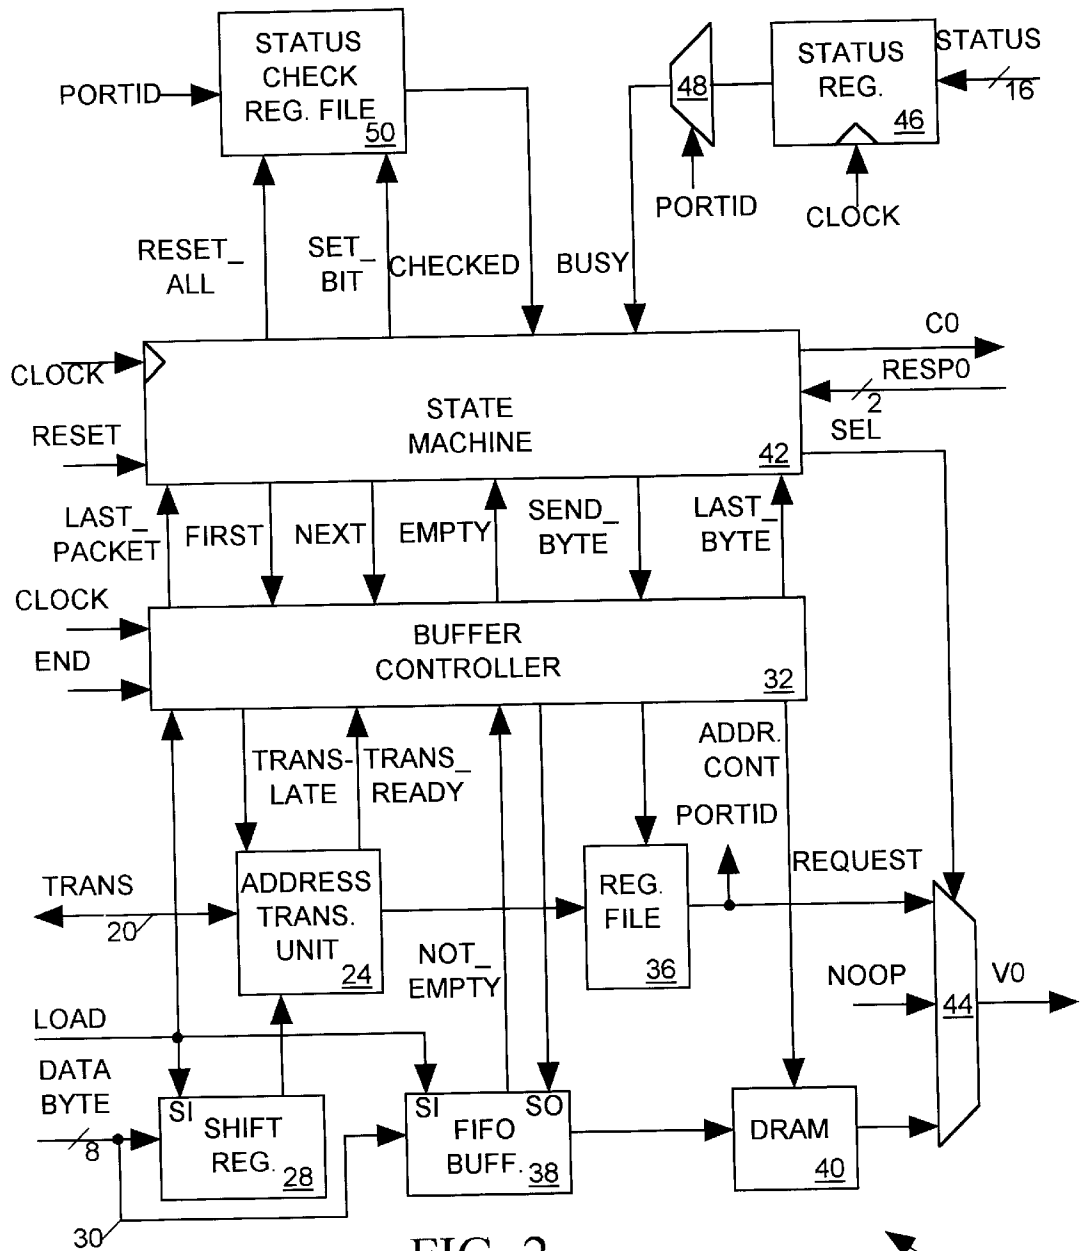 STATUS
CHECK
REG. FILE
50
PORTID
48
STATUS
REG.
46
STATUS
16
PORTID
CLOCK
RESET_
ALL
SET_
BIT
CHECKED
BUSY
C0
RESP0
2
SEL
CLOCK
RESET
STATE
MACHINE
42
LAST_
PACKET
FIRST
NEXT
EMPTY
SEND_
BYTE
LAST_
BYTE
CLOCK
END
BUFFER
CONTROLLER
32
TRANS-
LATE
TRANS_
READY
ADDR.
CONT
PORTID
REQUEST
TRANS
20
ADDRESS
TRANS.
UNIT
24
REG.
FILE
36
NOT_
EMPTY
NOOP
44
V0
LOAD
DATA
BYTE
8
SI
SHIFT
REG.
28
SI
SO
FIFO
BUFF.
38
DRAM
40
30
FIG. 2